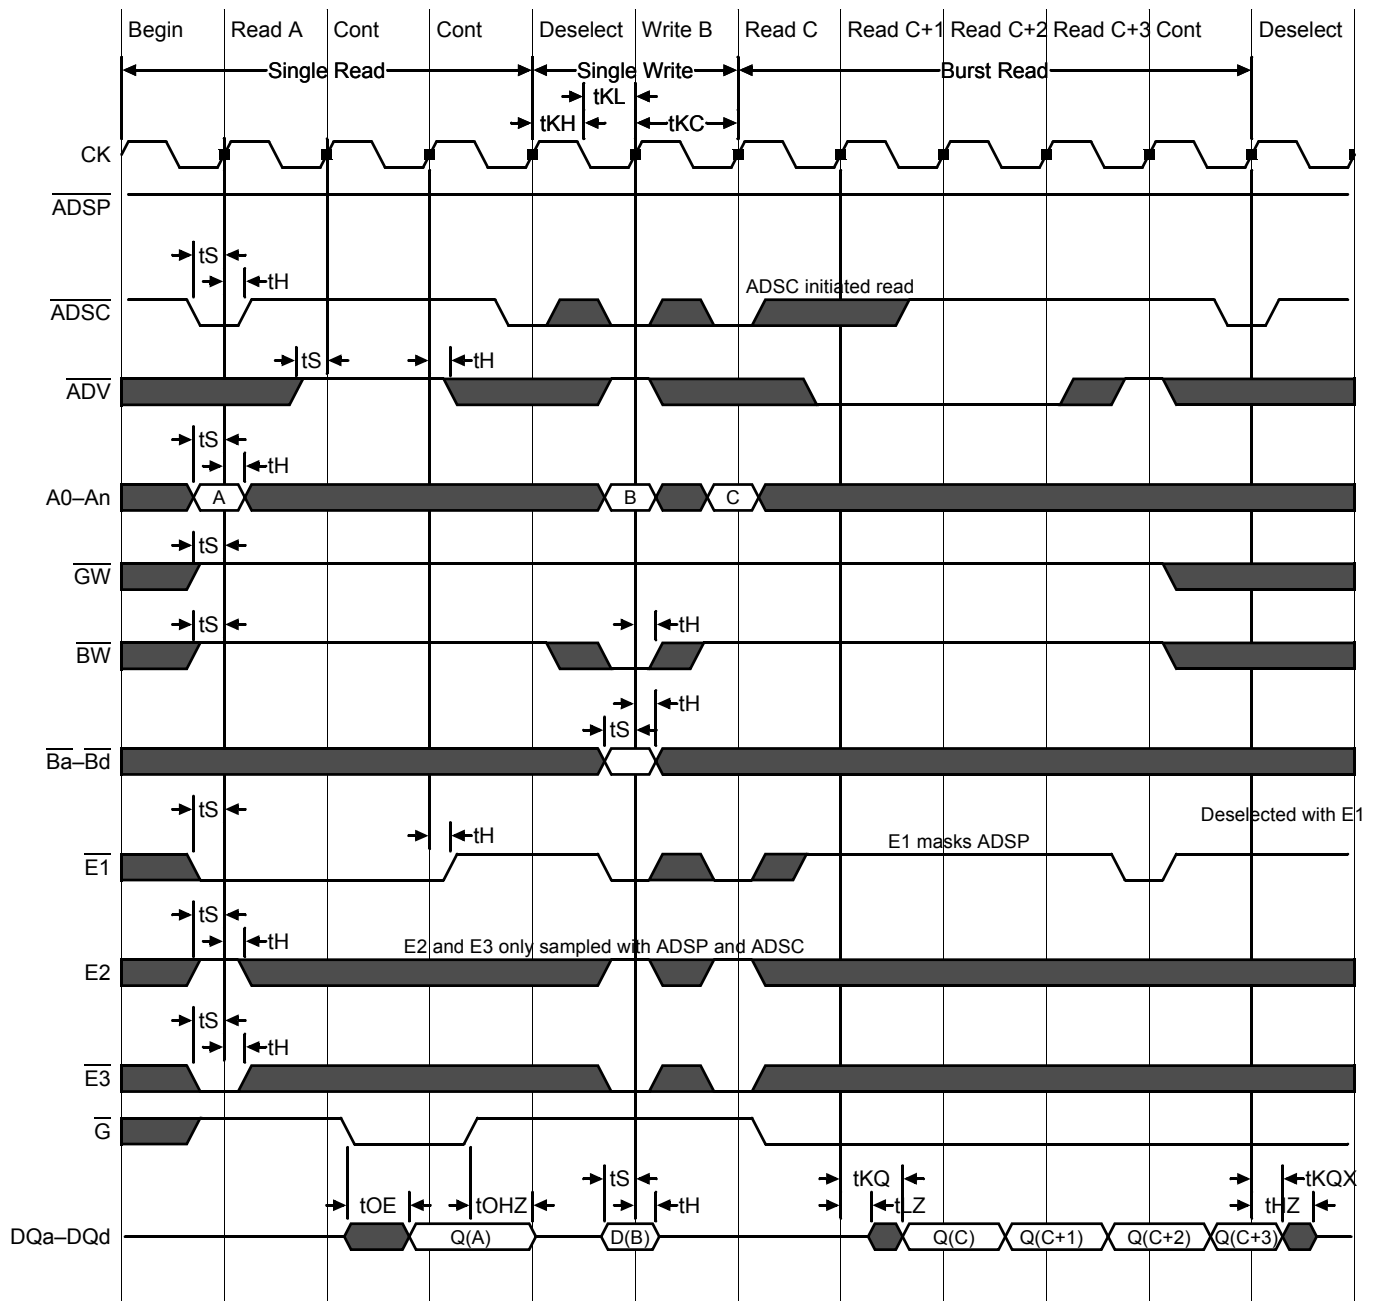 Begin Read A Cont Cont Deselect Write B Read C Read C+1 Read C+2 Read C+3 Cont Deselect
Single Read Single Write Burst Read
tKL
tKH tKC
CK
ADSP
tS
tH
ADSC initiated read
ADSC
tS tH
ADV
tS
tH
A0–An A B C
tS
GW
tS tH
BW
tH
tS
Ba–Bd
tS
Deselected with E1
tH E1 masks ADSP
E1
tS
tH E2 and E3 only sampled with ADSP and ADSC
E2
tS
tH
E3
G
tS tKQ tKQX
tOE tOHZ tH tLZ tHZ
DQa–DQd Q(A) D(B) Q(C) Q(C+1) Q(C+2) Q(C+3)